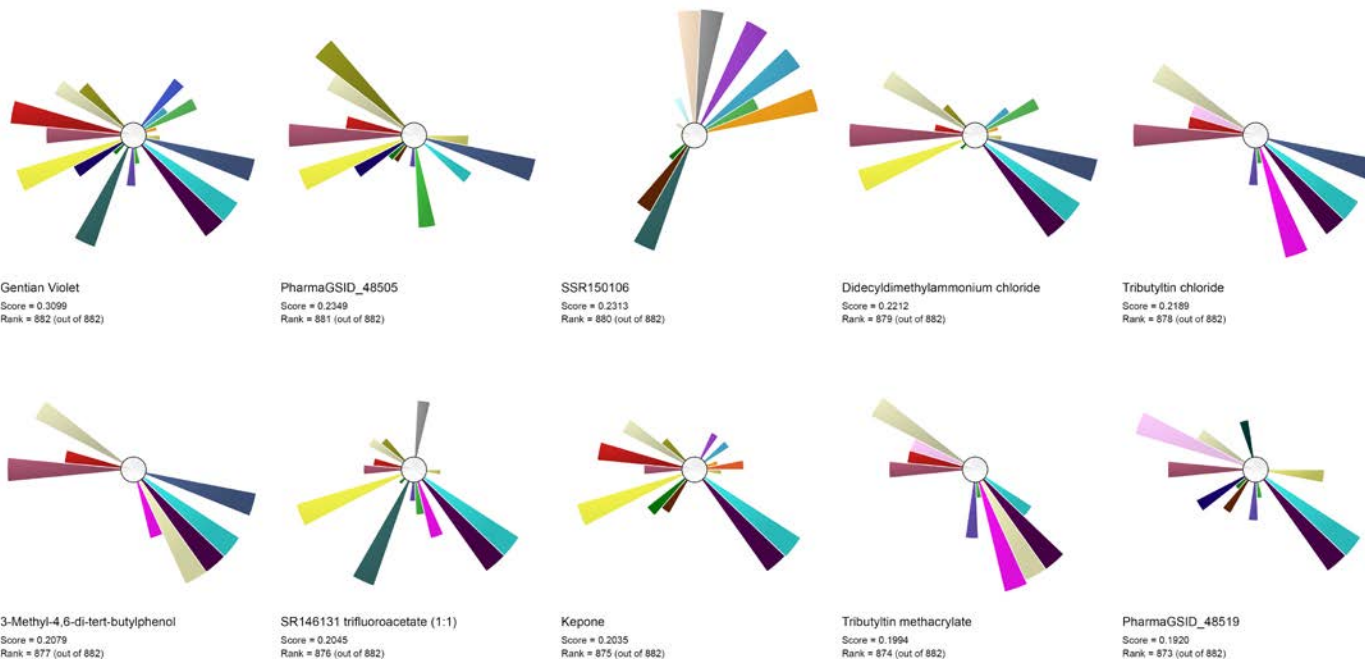 Gentian Violet
Score = 0.3099
Rank = 882 (out of 882)
PharmaGSID_48505
Score = 0.2349
Rank = 881 (out of 882)
SSR150106
Score = 0.2313
Rank = 880 (out of 882)
Didecyldimethylammonium chloride
Score = 0.2212
Rank = 879 (out of 882)
Tributyltin chloride
Score = 0.2189
Rank = 878 (out of 882)
3-Methyl-4,6-di-tert-butylphenol
Score = 0.2079
Rank = 877 (out of 882)
SR146131 trifluoroacetate (1:1)
Score = 0.2045
Rank = 876 (out of 882)
Kepone
Score = 0.2035
Rank = 875 (out of 882)
Tributyltin methacrylate
Score = 0.1994
Rank = 874 (out of 882)
PharmaGSID_48519
Score = 0.1920
Rank = 873 (out of 882)